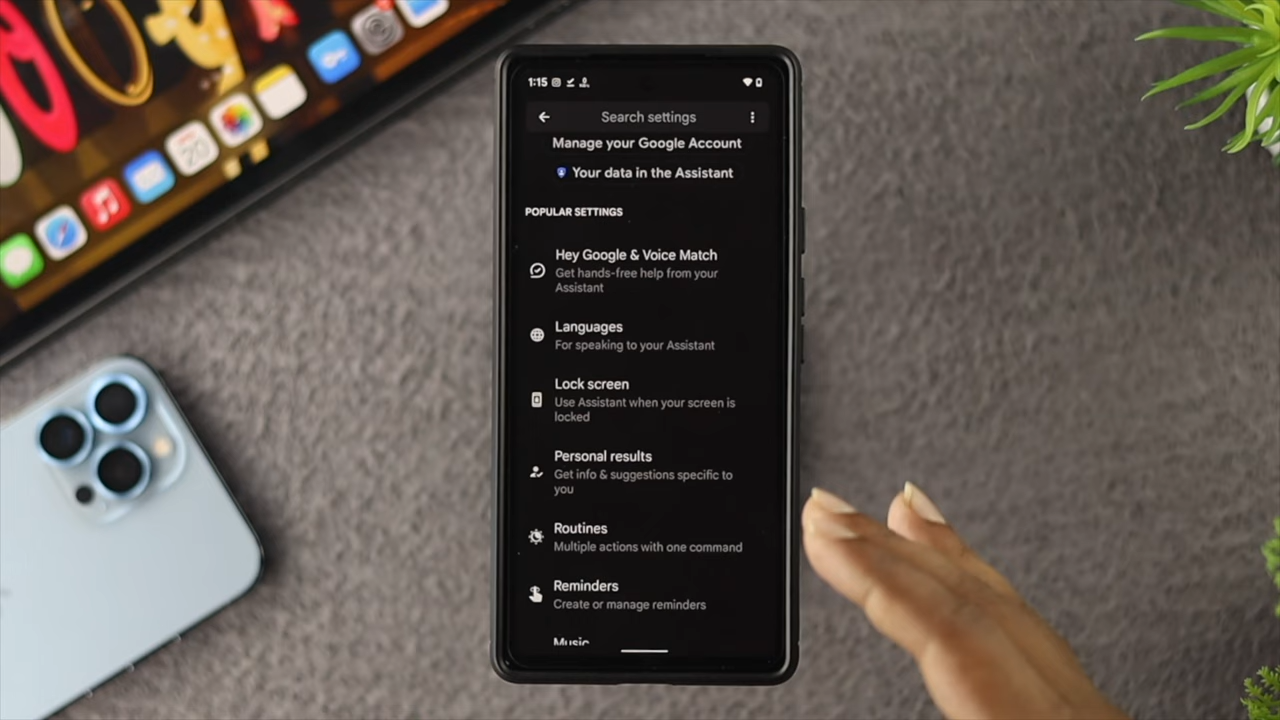 1:15
Search settings
Manage your Google Account
Your data in the Assistant
POPULAR SETTINGS
Hey Google & Voice Match
Get hands-free help from your
Assistant
Languages
For speaking to your Assistant
Lock screen
Use Assistant when your screen is
locked
Personal results
Get info & suggestions specific to
you
Routines
Multiple actions with one command
Reminders
Create or manage reminders
Music
20